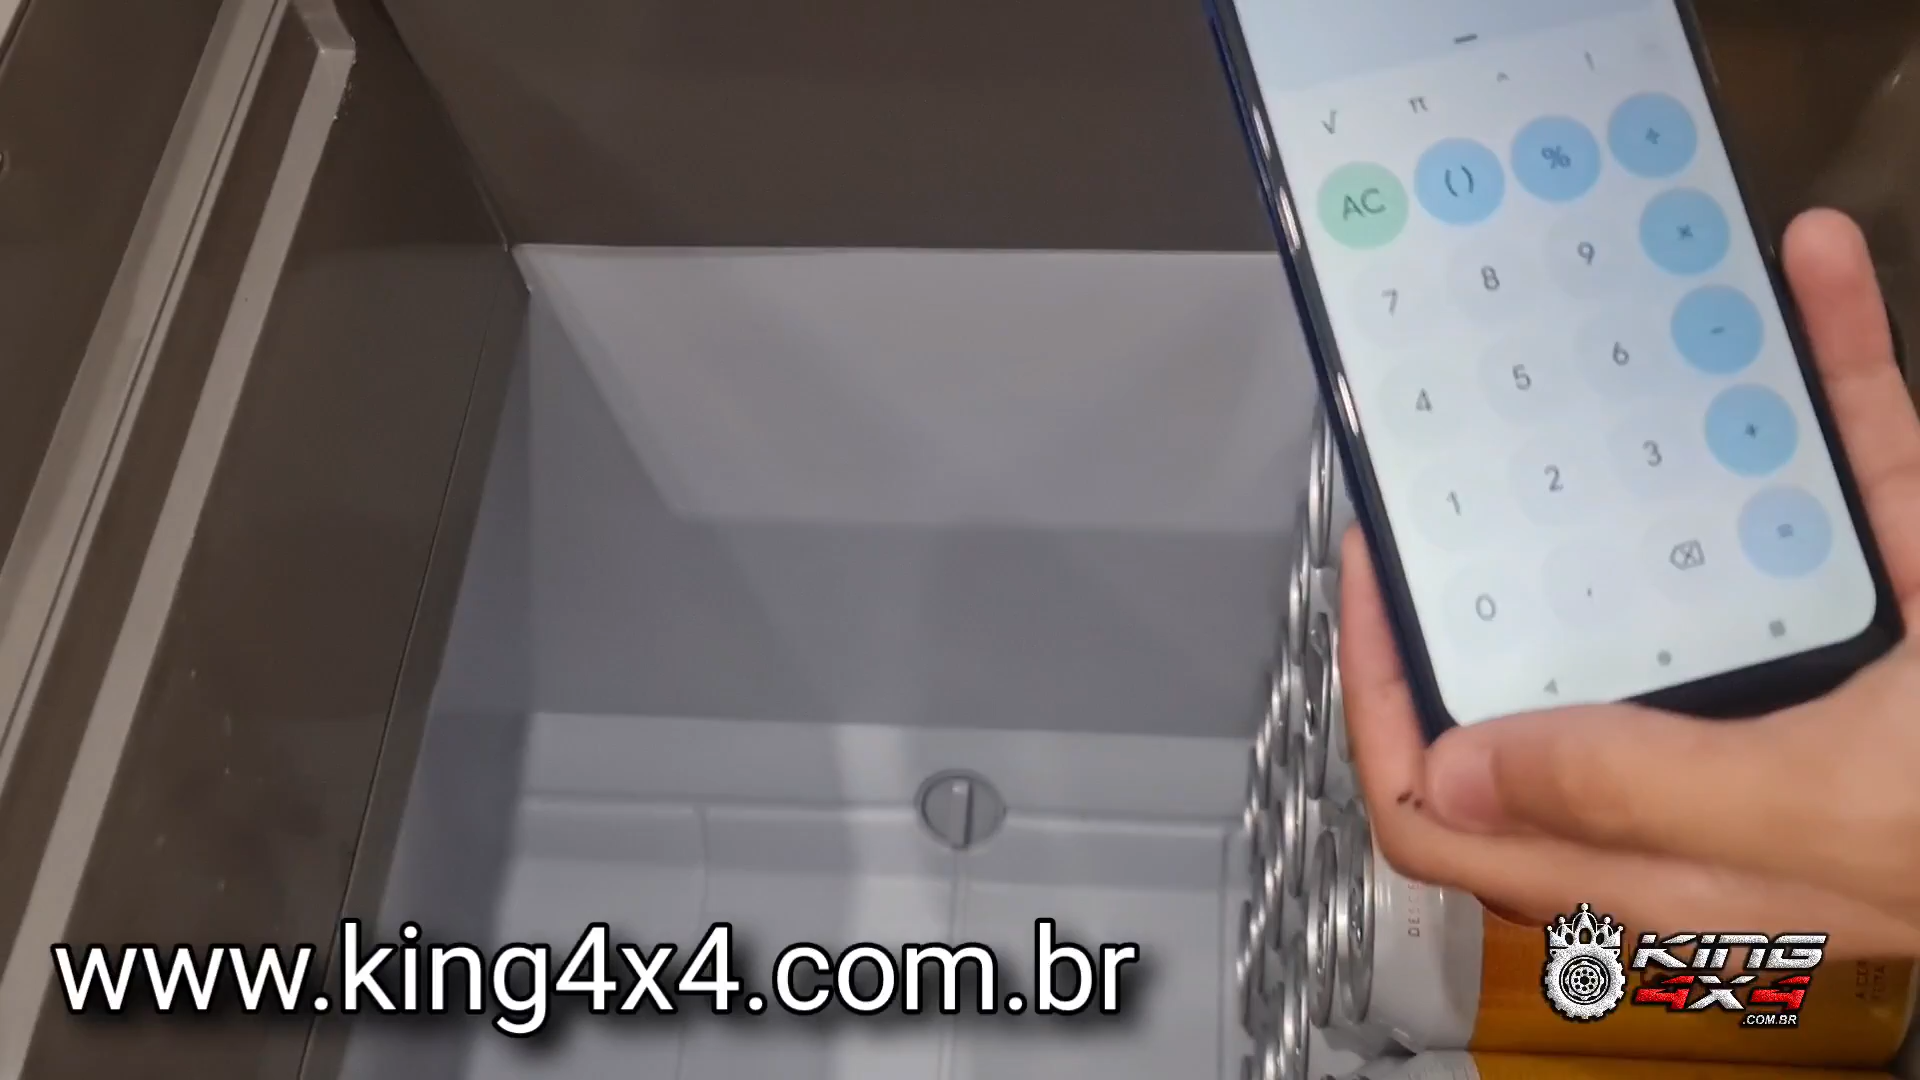 √ π ^ !
AC () % ÷
7 8 9 ×
4 5 6 -
1 2 3 +
0 . =
www.king4x4.com.br
KING
4X4
.COM.BR